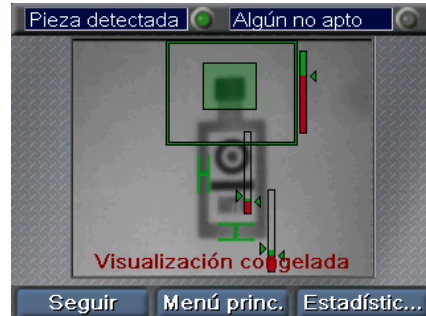 Pieza detectada
Algún no apto
Visualización congelada
Seguir
Menú princ.
Estadístic...